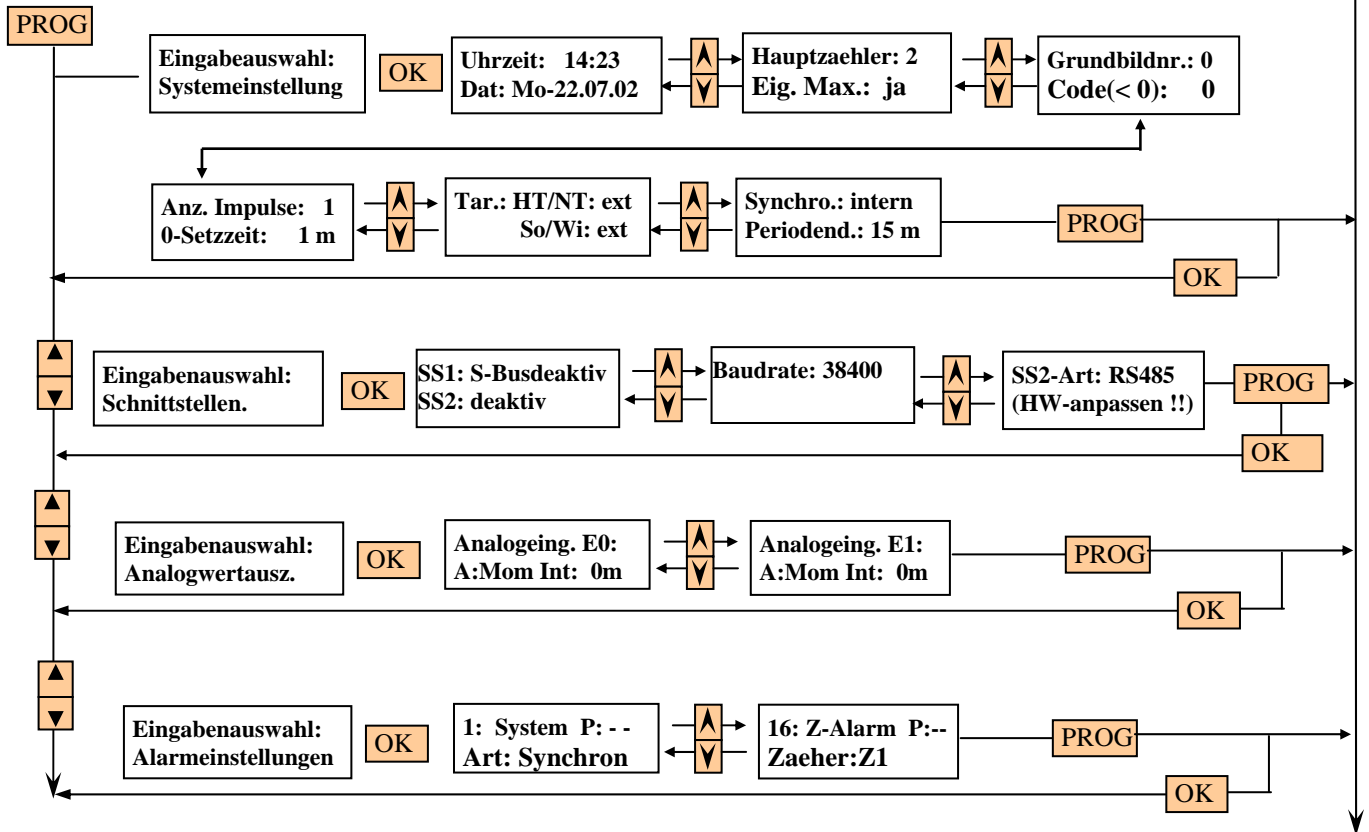 PROG
Eingabeauswahl:
Systemeinstellung
OK
Uhrzeit: 14:23
Dat: Mo-22.07.02
Hauptzaehler: 2
Eig. Max.: ja
Grundbildnr.: 0
Code(< 0): 0
Anz. Impulse: 1
0-Setzzeit: 1 m
Tar.: HT/NT: ext
So/Wi: ext
Synchro.: intern
Periodend.: 15 m
PROG
OK
Eingabenauswahl:
Schnittstellen.
OK
SS1: S-Busdeaktiv
SS2: deaktiv
Baudrate: 38400
SS2-Art: RS485
(HW-anpassen !!)
PROG
OK
Eingabenauswahl:
Analogwertausz.
OK
Analogeing. E0:
A:Mom Int: 0m
Analogeing. E1:
A:Mom Int: 0m
PROG
OK
Eingabenauswahl:
Alarmeinstellungen
OK
1: System P: - -
Art: Synchron
16: Z-Alarm P:--
Zaeher:Z1
PROG
OK